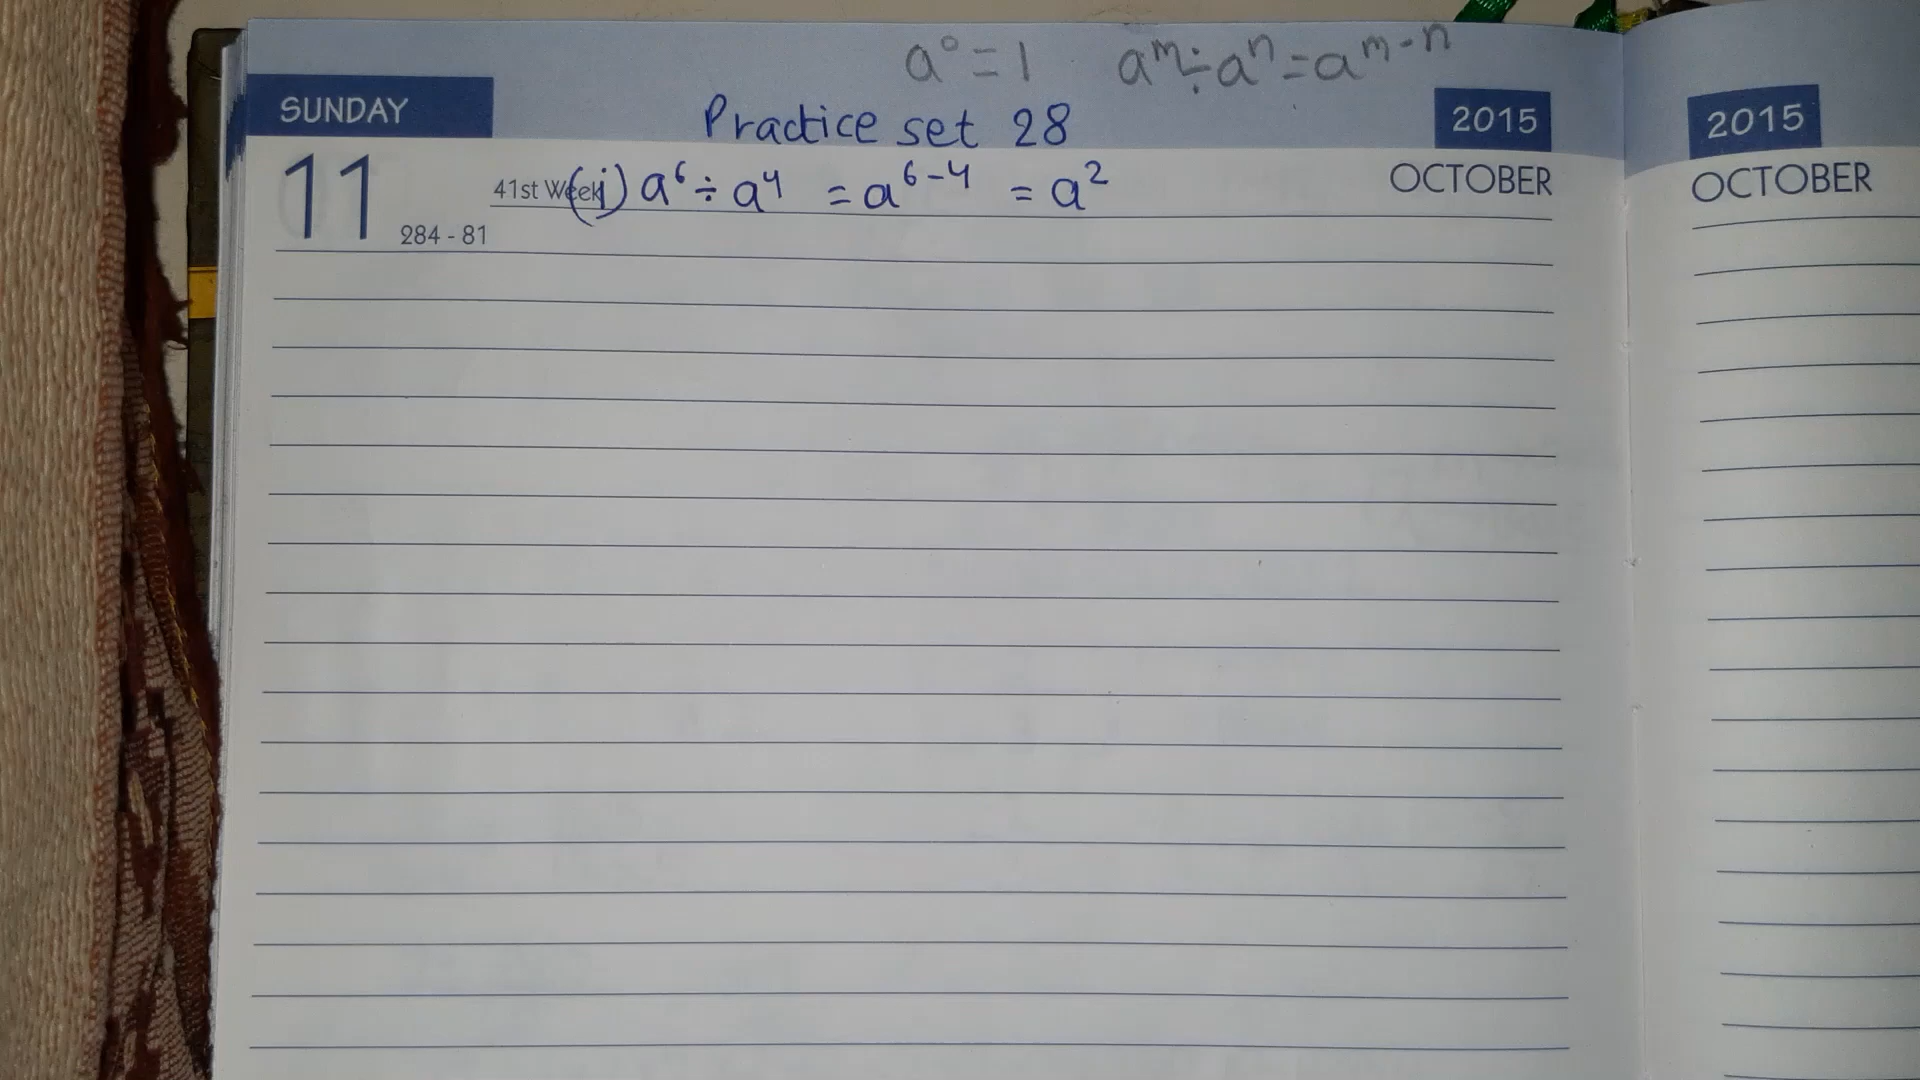 a⁰ = 1 aᵐ ÷ aⁿ = aᵐ⁻ⁿ
SUNDAY Practice set 28 2015 2015
11 41st Week (i) a⁶ ÷ a⁴ = a⁶⁻⁴ = a² OCTOBER OCTOBER
284 - 81